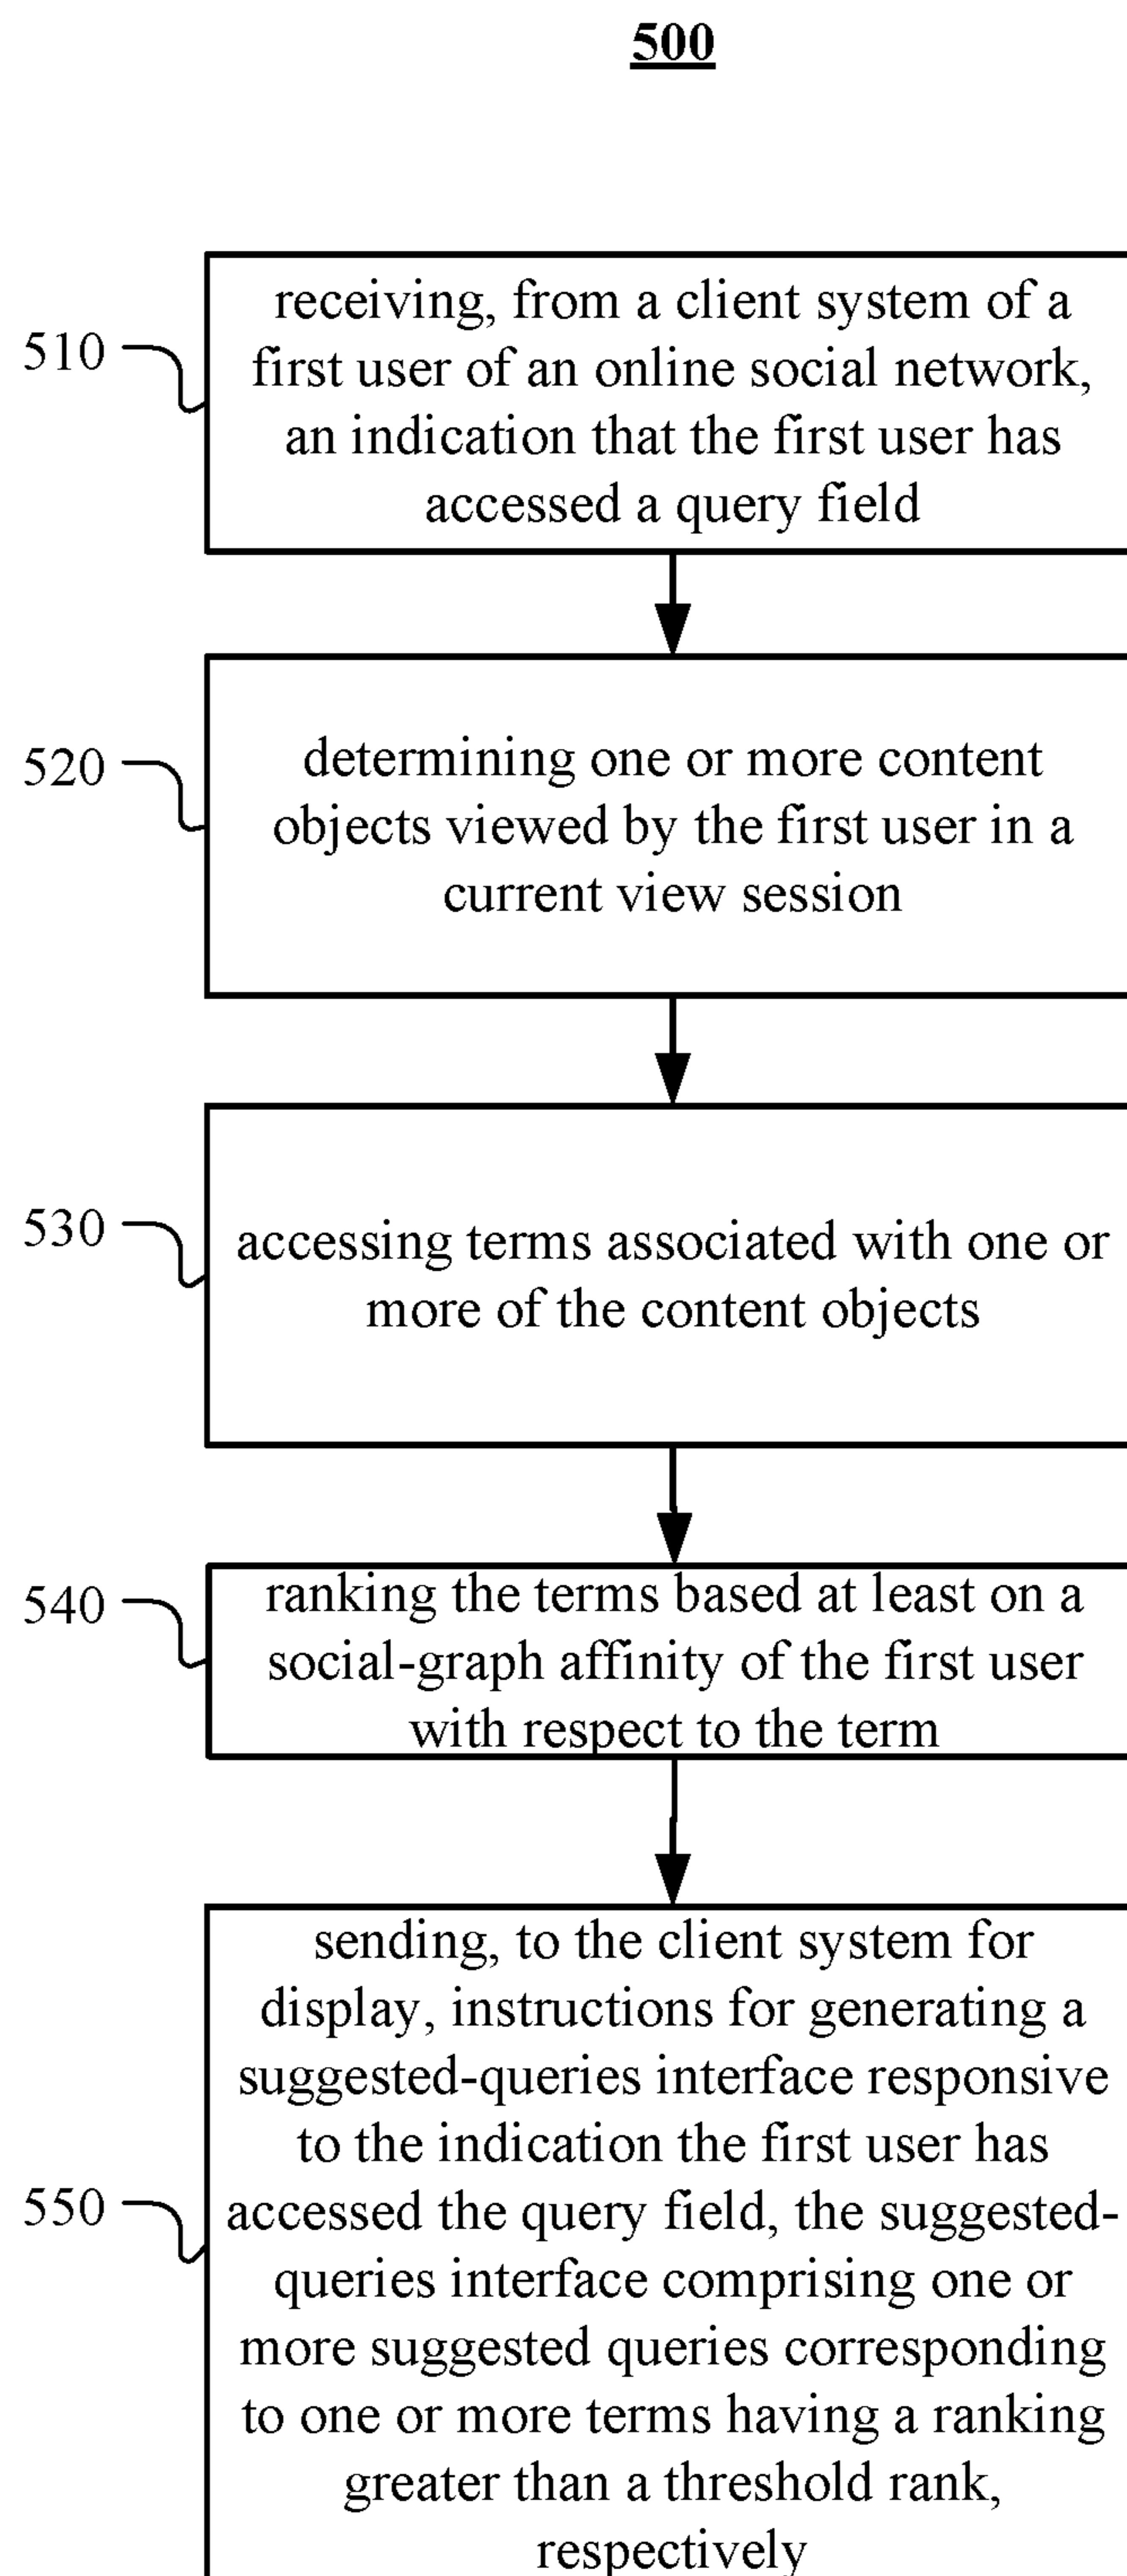 500
510
receiving, from a client system of a
first user of an online social network,
an indication that the first user has
accessed a query field
520
determining one or more content
objects viewed by the first user in a
current view session
530
accessing terms associated with one or
more of the content objects
540
ranking the terms based at least on a
social-graph affinity of the first user
with respect to the term
550
sending, to the client system for
display, instructions for generating a
suggested-queries interface responsive
to the indication the first user has
accessed the query field, the suggested-
queries interface comprising one or
more suggested queries corresponding
to one or more terms having a ranking
greater than a threshold rank,
respectively